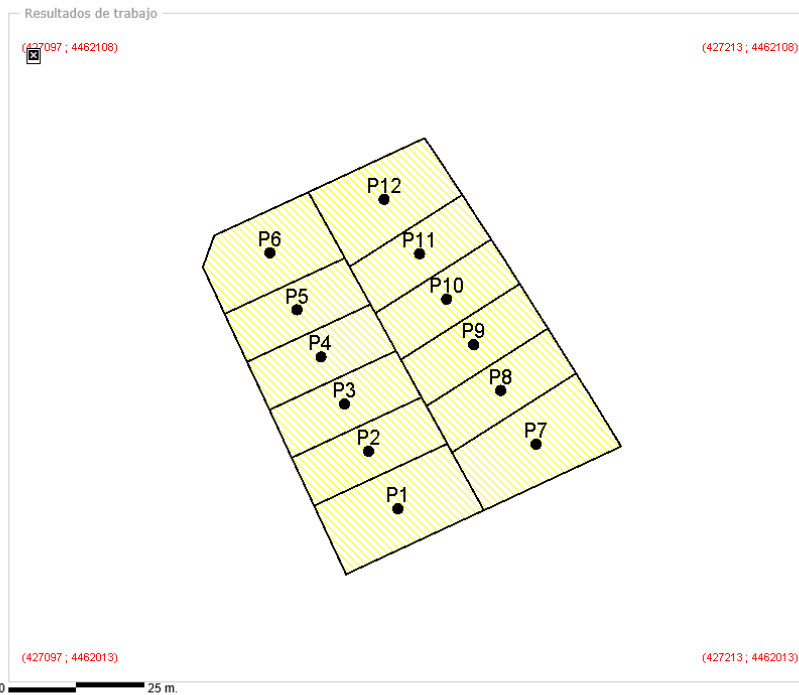 Resultados de trabajo
(427097 ; 4462108)
(427213 ; 4462108)
P12
P6
P11
P10
P5
P9
P4
P8
P3
P7
P2
P1
(427097 ; 4462013)
(427213 ; 4462013)
0
25 m.